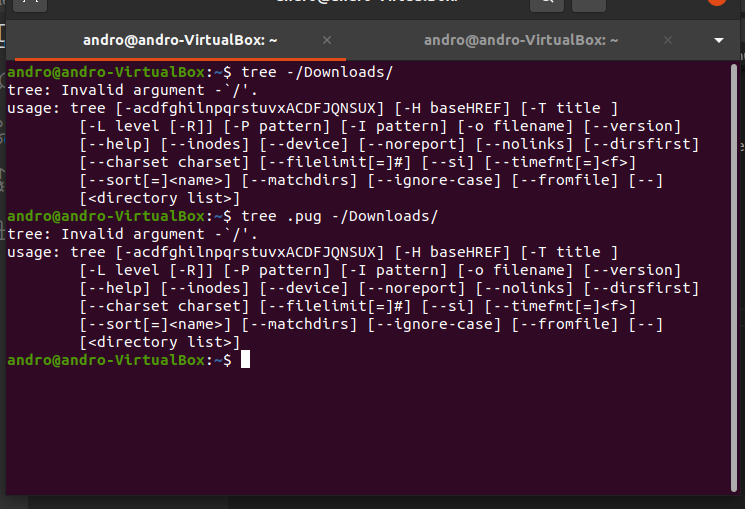 andro@andro-VirtualBox: ~ × andro@andro-VirtualBox: ~ ×
andro@andro-VirtualBox:~$ tree -/Downloads/
tree: Invalid argument -`/'.
usage: tree [-acdfghilnpqrstuvxACDFJQNSUX] [-H baseHREF] [-T title ]
[-L level [-R]] [-P pattern] [-I pattern] [-o filename] [--version]
[--help] [--inodes] [--device] [--noreport] [--nolinks] [--dirsfirst]
[--charset charset] [--filelimit[=]#] [--si] [--timefmt[=]<f>]
[--sort[=]<name>] [--matchdirs] [--ignore-case] [--fromfile] [--]
[<directory list>]
andro@andro-VirtualBox:~$ tree .pug -/Downloads/
tree: Invalid argument -`/'.
usage: tree [-acdfghilnpqrstuvxACDFJQNSUX] [-H baseHREF] [-T title ]
[-L level [-R]] [-P pattern] [-I pattern] [-o filename] [--version]
[--help] [--inodes] [--device] [--noreport] [--nolinks] [--dirsfirst]
[--charset charset] [--filelimit[=]#] [--si] [--timefmt[=]<f>]
[--sort[=]<name>] [--matchdirs] [--ignore-case] [--fromfile] [--]
[<directory list>]
andro@andro-VirtualBox:~$